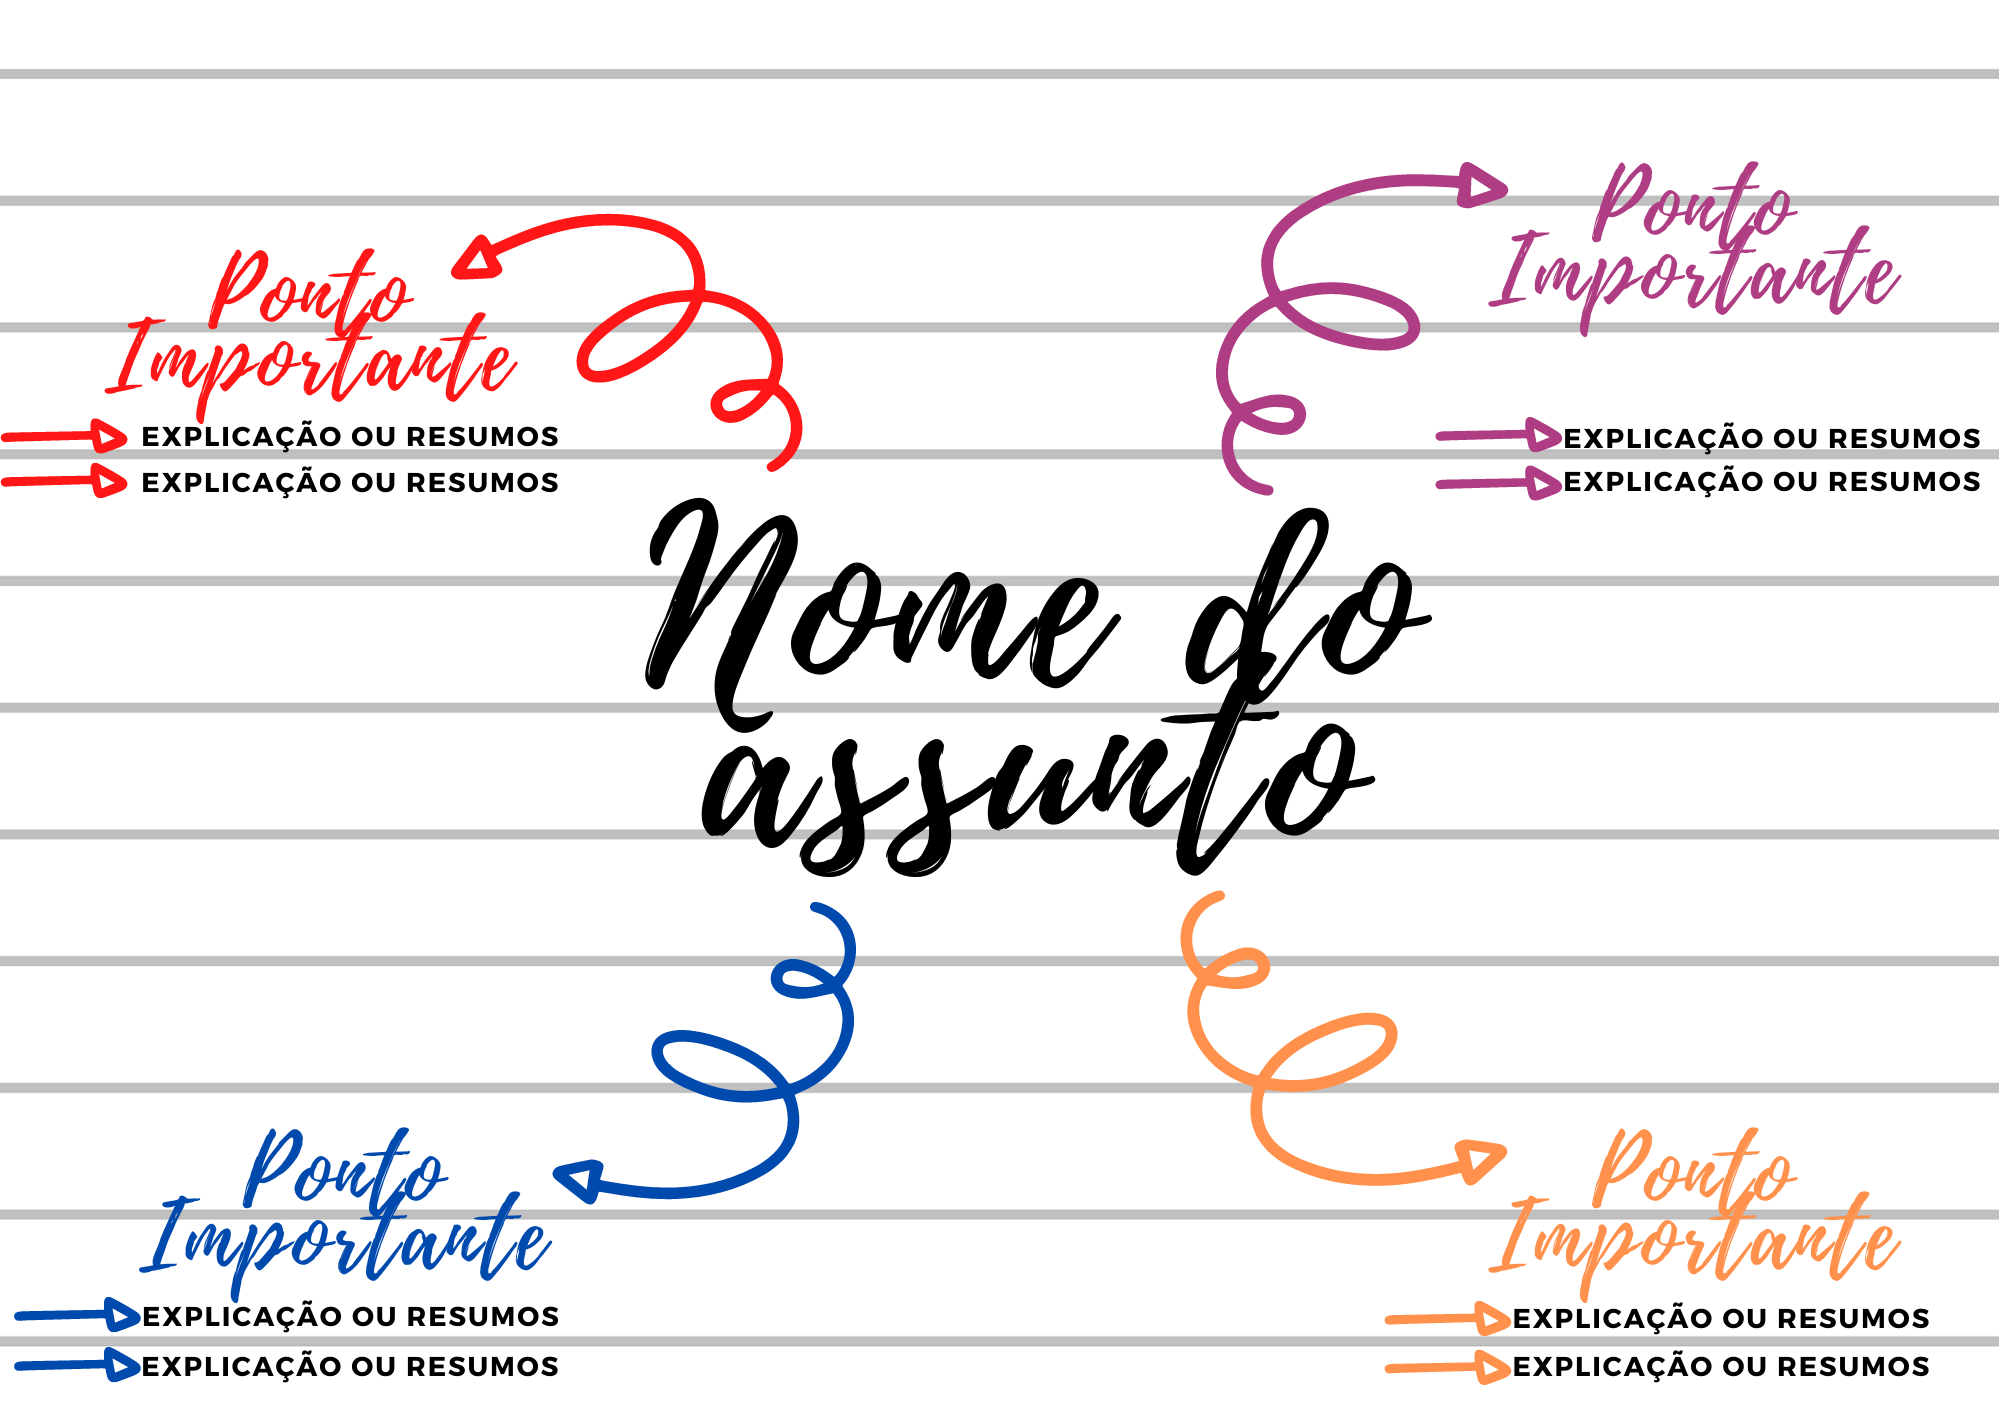 Ponto
Importante
EXPLICAÇÃO OU RESUMOS
EXPLICAÇÃO OU RESUMOS
Ponto
Importante
EXPLICAÇÃO OU RESUMOS
EXPLICAÇÃO OU RESUMOS
Nome do
assunto
Ponto
Importante
EXPLICAÇÃO OU RESUMOS
EXPLICAÇÃO OU RESUMOS
Ponto
Importante
EXPLICAÇÃO OU RESUMOS
EXPLICAÇÃO OU RESUMOS